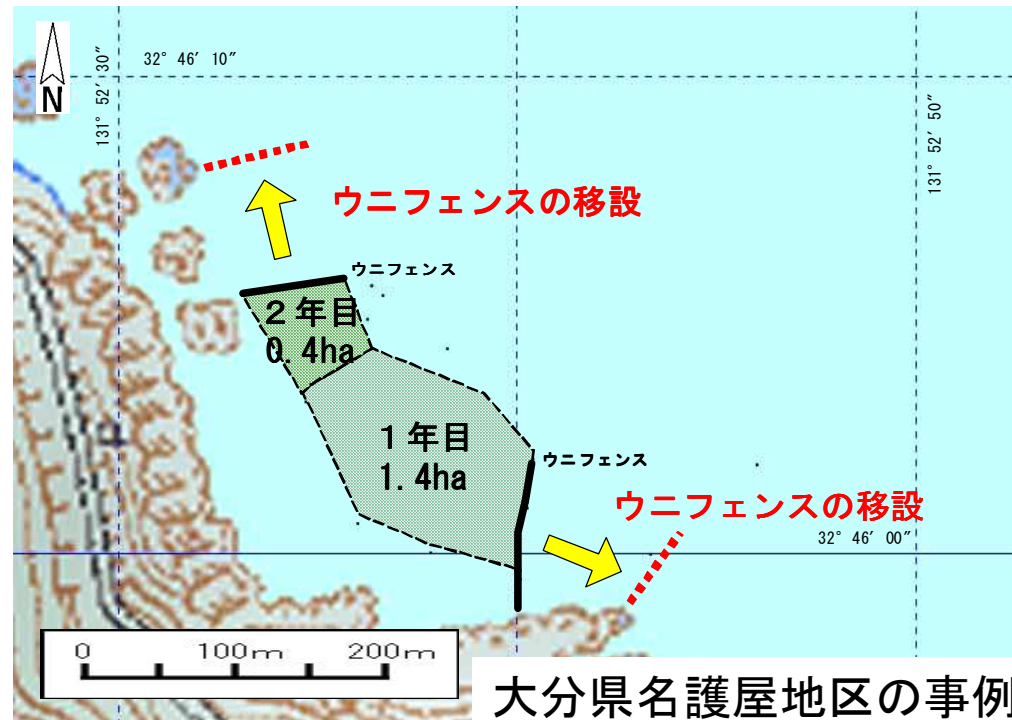 32° 46′ 10″
131° 52′ 30″
131° 52′ 50″
N
ウニフェンスの移設
ウニフェンス
２年目
0.4ha
１年目
1.4ha
ウニフェンス
ウニフェンスの移設
32° 46′ 00″
0 100m 200m
大分県名護屋地区の事例